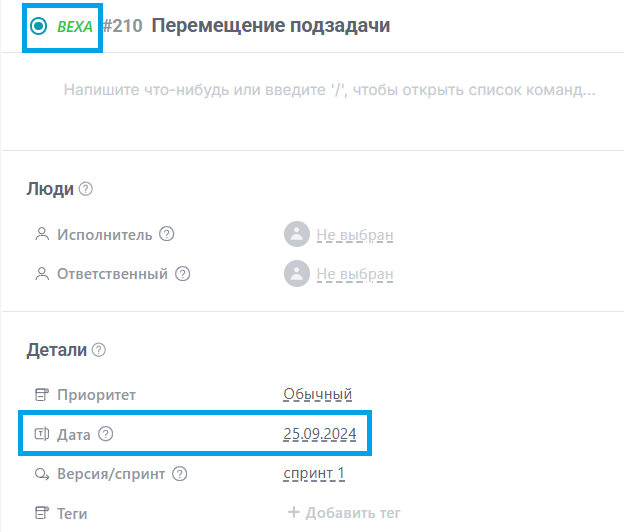 ВЕХА #210 Перемещение подзадачи
Напишите что-нибудь или введите '/', чтобы открыть список команд...
Люди ?
Исполнитель ? Не выбран
Ответственный ? Не выбран
Детали ?
Приоритет Обычный
Дата ? 25.09.2024
Версия/спринт ? спринт 1
Теги + Добавить тег